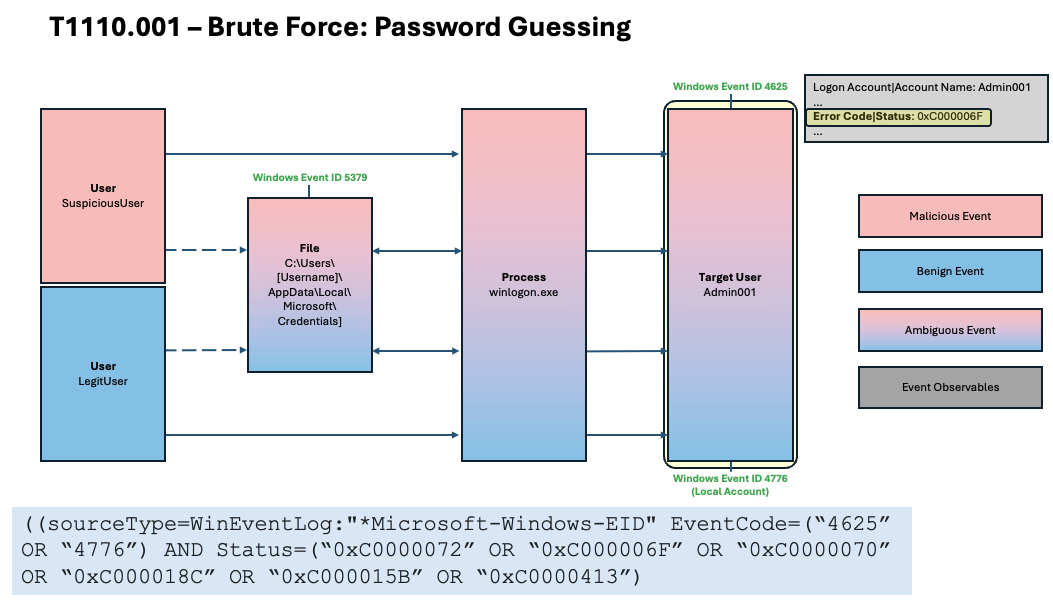 T1110.001 – Brute Force: Password Guessing
Windows Event ID 4625
Logon Account|Account Name: Admin001
...
Error Code|Status: 0xC000006F
...
User
SuspiciousUser
Windows Event ID 5379
File
C:\Users\
[Username]\
AppData\Local\
Microsoft\
Credentials]
Process
winlogon.exe
Target User
Admin001
User
LegitUser
Malicious Event
Benign Event
Ambiguous Event
Event Observables
Windows Event ID 4776
(Local Account)
((sourceType=WinEventLog:"*Microsoft-Windows-EID" EventCode=(“4625”
OR “4776”) AND Status=(“0xC0000072” OR “0xC000006F” OR “0xC0000070”
OR “0xC000018C” OR “0xC000015B” OR “0xC0000413”)